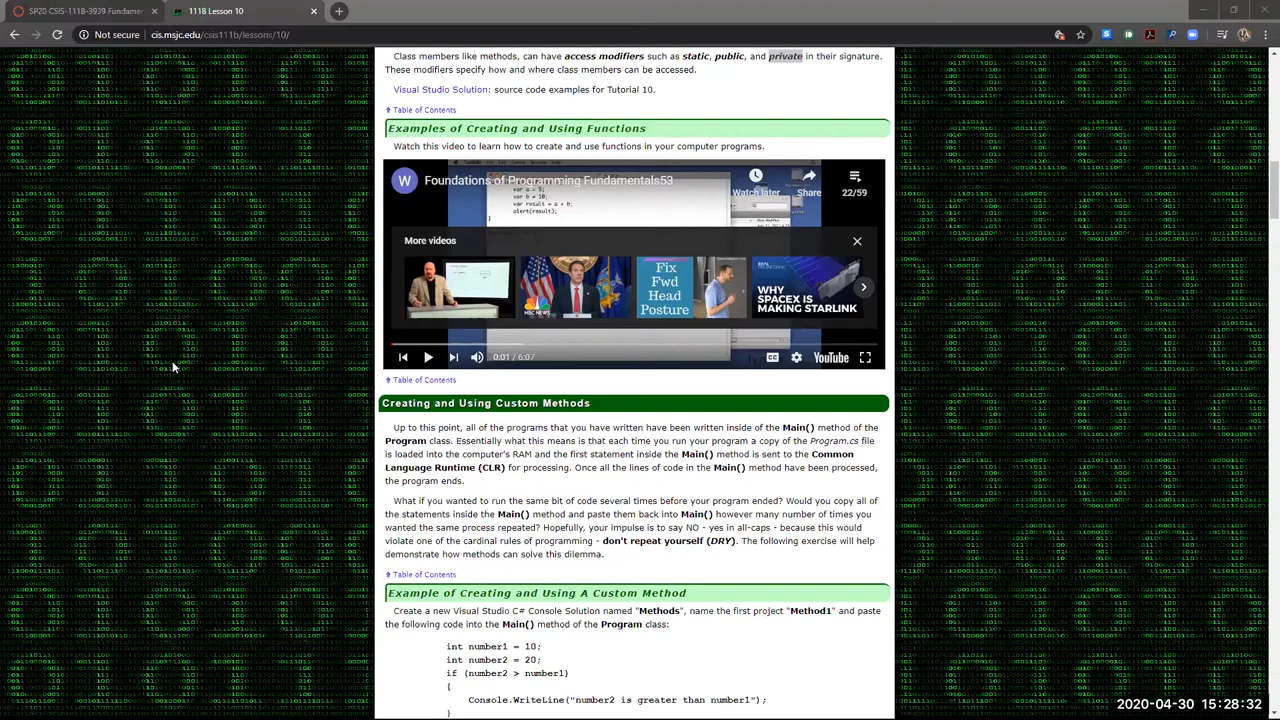 SP20 CSIS-111B-3939 Fundame
111B Lesson 10
Not secure
cis.msjc.edu/cis111b/lessons/10/
Class members like methods, can have access modifiers such as static, public, and private in their signature.
modifiers specify how and where class members can be accessed.
Visual Studio Solution: source code examples for Tutorial 10.
⇑ Table of Contents
Examples of Creating and Using Functions
Watch this video to learn how to create and use functions in your computer programs.
W
Foundations of Programming Fundamentals53
Watch later
Share
22/59
var a = 5;
var b = 10;
var result = a + b;
alert(result);
More videos
NBC NEWS
Fix
Fwd
Head
Posture
WHY
SPACEX IS
MAKING STARLINK
0:01 / 6:07
CC
YouTube
⇑ Table of Contents
Creating and Using Custom Methods
Up to this point, all of the programs that you have written have been written inside of the Main() method of the
Program class. Essentially what this means is that each time you run your program a copy of the Program.cs file
is loaded into the computer's RAM and the first statement inside the Main() method is sent to the Common
Language Runtime (CLR) for processing. Once all the lines of code in the Main() method have been processed,
the program ends.
What if you wanted to run the same bit of code several times before your program ended? Would you copy all of
the statements inside the Main() method and paste them back into Main() however many number of times you
wanted the same process repeated? Hopefully, your impulse is to say NO - yes in all-caps - because this would
violate one of the cardinal rules of programming - don't repeat yourself (DRY). The following exercise will help
demonstrate how methods can solve this dilemma.
⇑ Table of Contents
Example of Creating and Using A Custom Method
Create a new Visual Studio C# Console Solution named "Methods", name the first project "Method1" and paste
the following code into the Main() method of the Program class:
int number1 = 10;
int number2 = 20;
if (number2 > number1)
{
Console.WriteLine("number2 is greater than number1");
}
2020-04-30 15:28:32